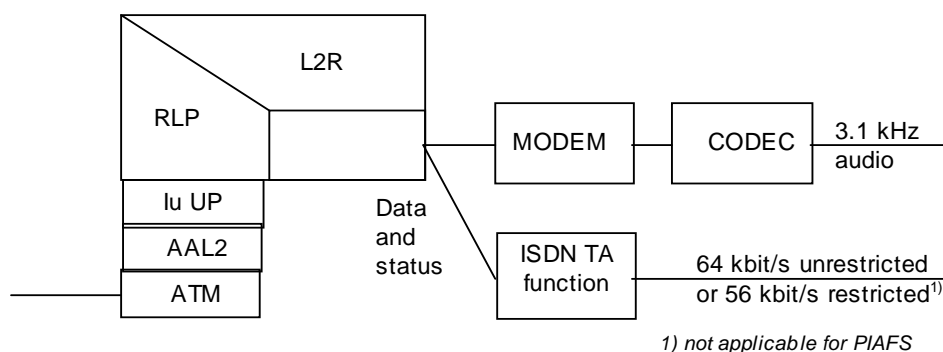 L2R
RLP
MODEM
CODEC
3.1 kHz
audio
Iu UP
AAL2
ATM
Data
and
status
ISDN TA
function
64 kbit/s unrestricted
or 56 kbit/s restricted1)
1) not applicable for PIAFS